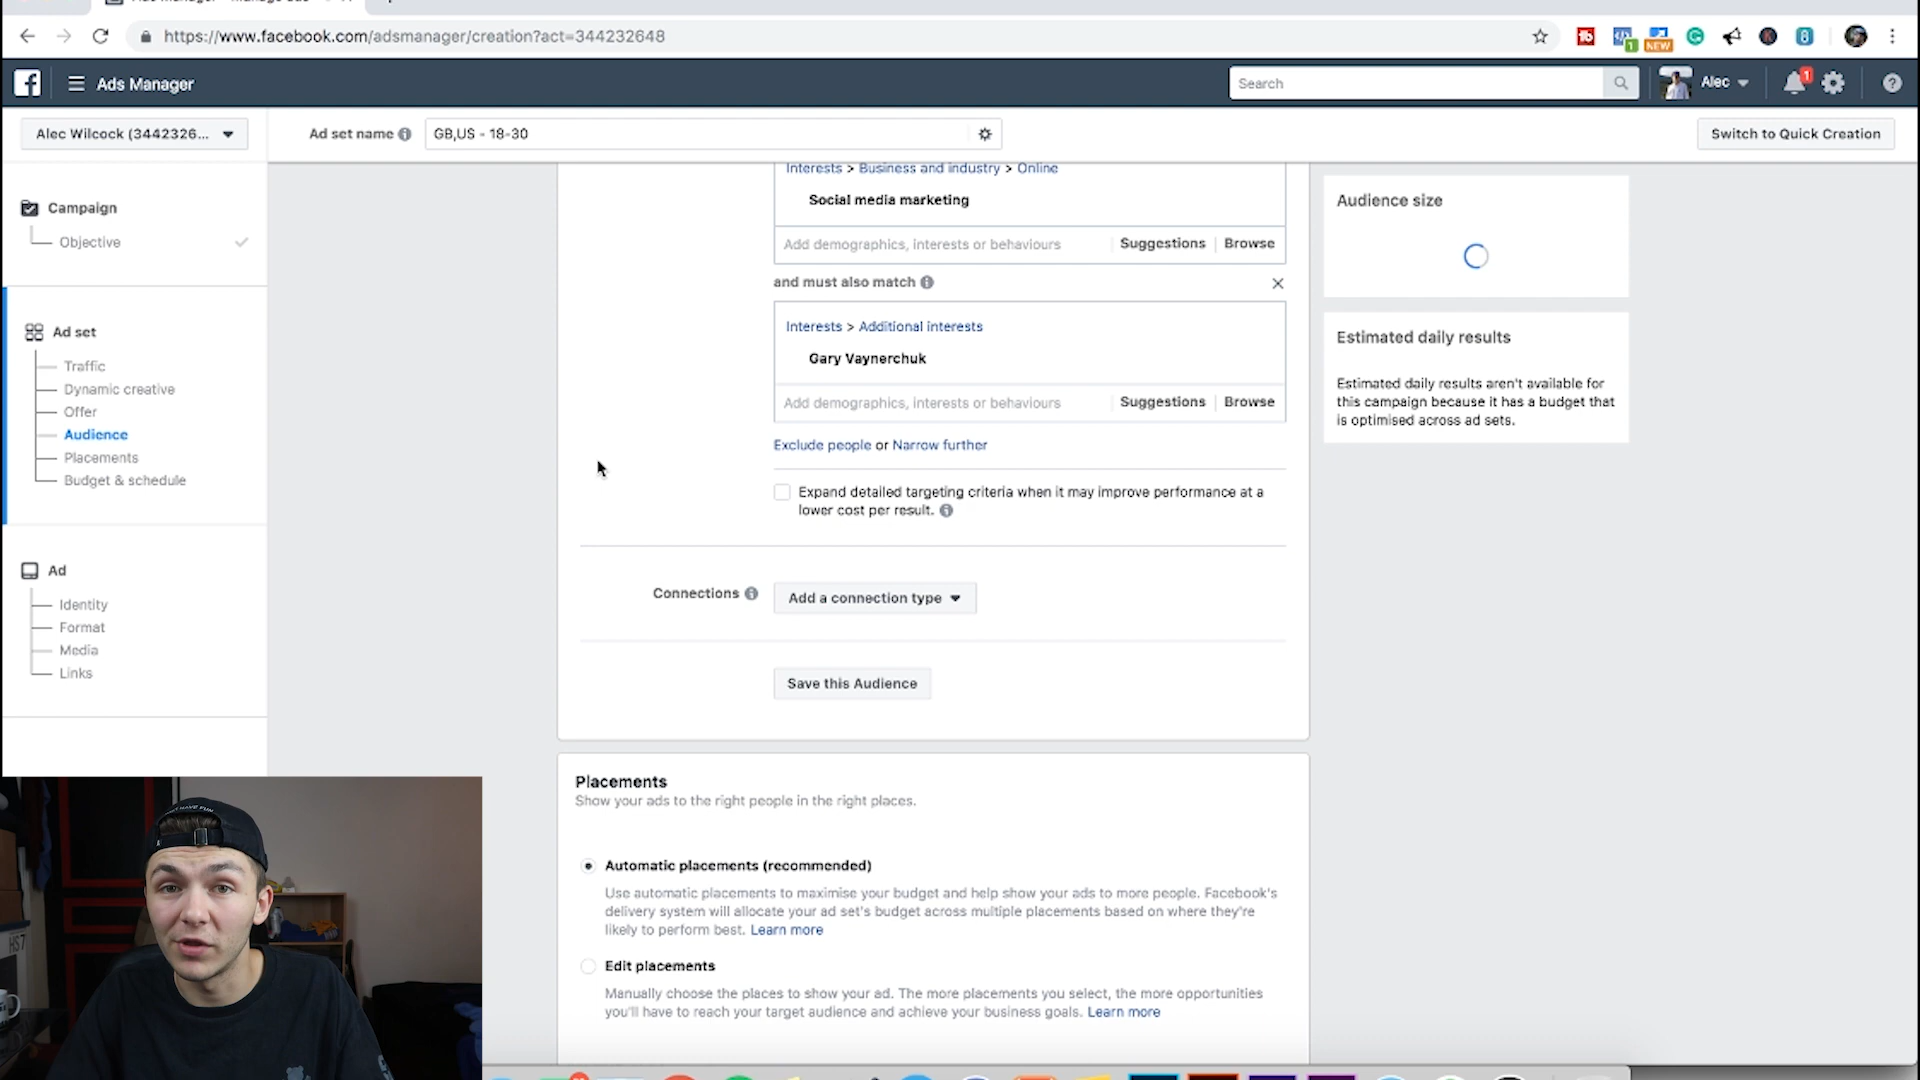 https://www.facebook.com/adsmanager/creation?act=344232648
1
NEW
Ads Manager
Search
Alec
1
Alec Wilcock (3442326...
Ad set name
GB,US - 18-30
Switch to Quick Creation
Campaign
Objective
Ad set
Traffic
Dynamic creative
Offer
Audience
Placements
Budget & schedule
Ad
Identity
Format
Media
Links
Interests > Business and industry > Online
Social media marketing
Add demographics, interests or behaviours
Suggestions
Browse
and must also match
Interests > Additional interests
Gary Vaynerchuk
Add demographics, interests or behaviours
Suggestions
Browse
Exclude people or Narrow further
Expand detailed targeting criteria when it may improve performance at a
lower cost per result.
Connections
Add a connection type
Save this Audience
Placements
Show your ads to the right people in the right places.
Automatic placements (recommended)
Use automatic placements to maximise your budget and help show your ads to more people. Facebook's
delivery system will allocate your ad set's budget across multiple placements based on where they're
likely to perform best. Learn more
Edit placements
Manually choose the places to show your ad. The more placements you select, the more opportunities
you'll have to reach your target audience and achieve your business goals. Learn more
Audience size
Estimated daily results
Estimated daily results aren't available for
this campaign because it has a budget that
is optimised across ad sets.
HS7